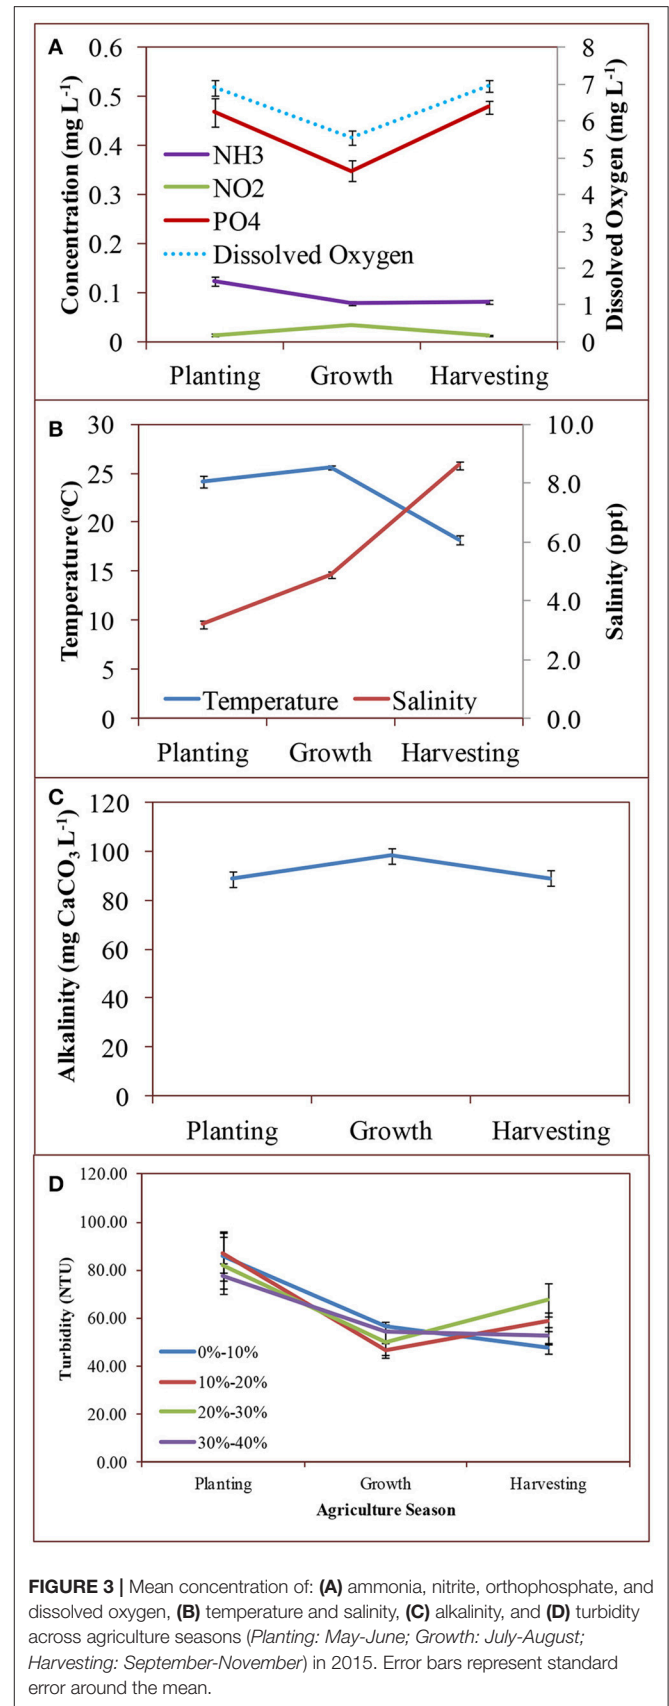 A
0.6
0.5
0.4
0.3
0.2
0.1
0
Concentration (mg L-1)
8
7
6
5
4
3
2
1
0
Dissolved Oxygen (mg L-1)
NH3
NO2
PO4
Dissolved Oxygen
Planting Growth Harvesting
B
30
25
20
15
10
5
0
Temperature (ºC)
10.0
8.0
6.0
4.0
2.0
0.0
Salinity (ppt)
Temperature Salinity
Planting Growth Harvesting
C
120
100
80
60
40
20
0
Alkalinity (mg CaCO3 L-1)
Planting Growth Harvesting
D
120.00
100.00
80.00
60.00
40.00
20.00
0.00
Turbidity (NTU)
0%-10%
10%-20%
20%-30%
30%-40%
Planting Growth Harvesting
Agriculture Season
FIGURE 3 | Mean concentration of: (A) ammonia, nitrite, orthophosphate, and
dissolved oxygen, (B) temperature and salinity, (C) alkalinity, and (D) turbidity
across agriculture seasons (Planting: May-June; Growth: July-August;
Harvesting: September-November) in 2015. Error bars represent standard
error around the mean.